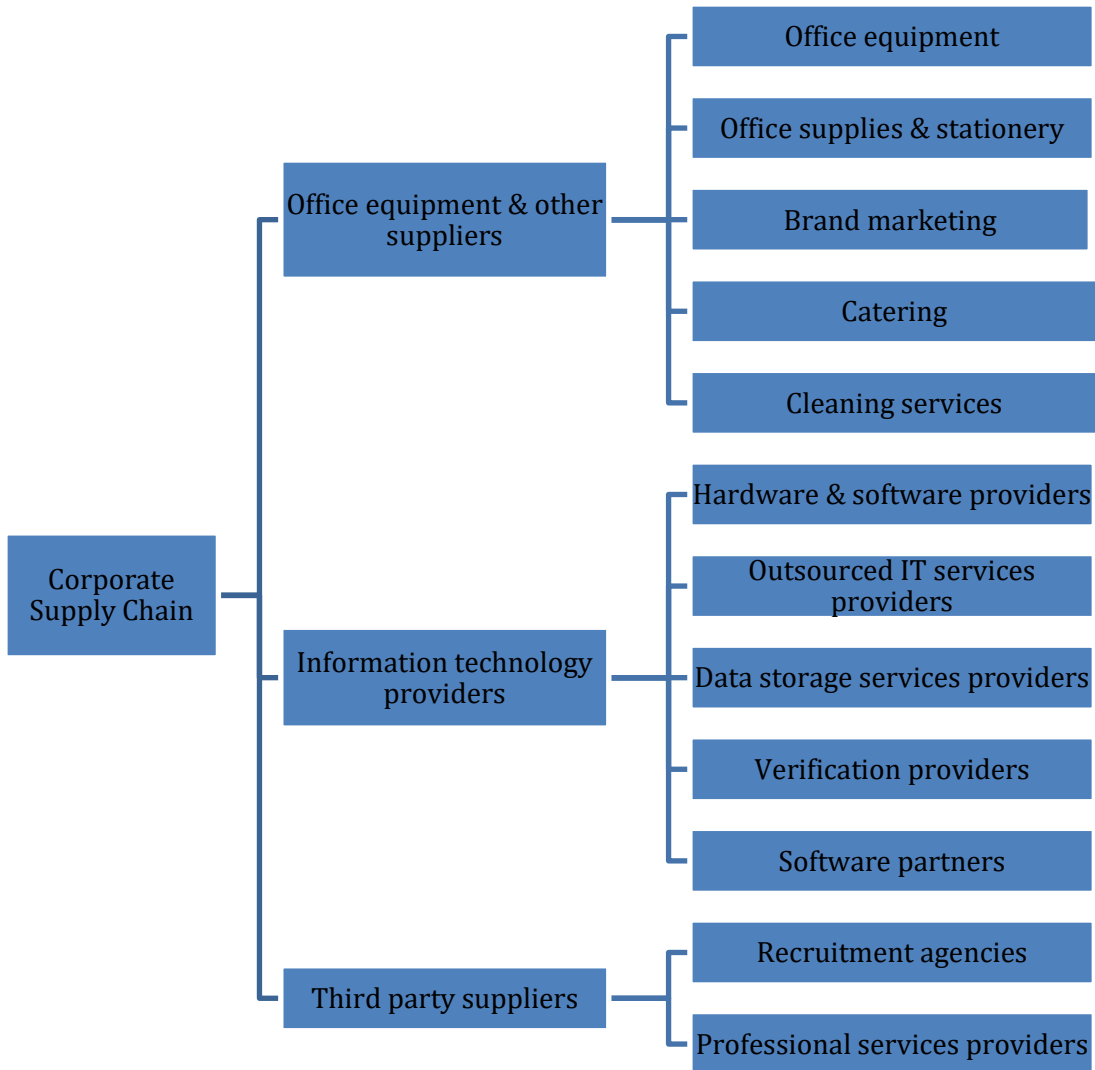 Corporate
Supply Chain
Office equipment & other
suppliers
Office equipment
Office supplies & stationery
Brand marketing
Catering
Cleaning services
Information technology
providers
Hardware & software providers
Outsourced IT services
providers
Data storage services providers
Verification providers
Software partners
Third party suppliers
Recruitment agencies
Professional services providers